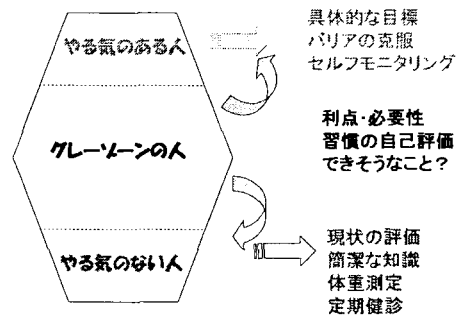 やる気のある人
具体的な目標
バリアの克服
セルフモニタリング
グレーゾーンの人
利点・必要性
習慣の自己評価
できそうなこと?
やる気のない人
現状の評価
簡潔な知識
体重測定
定期健診